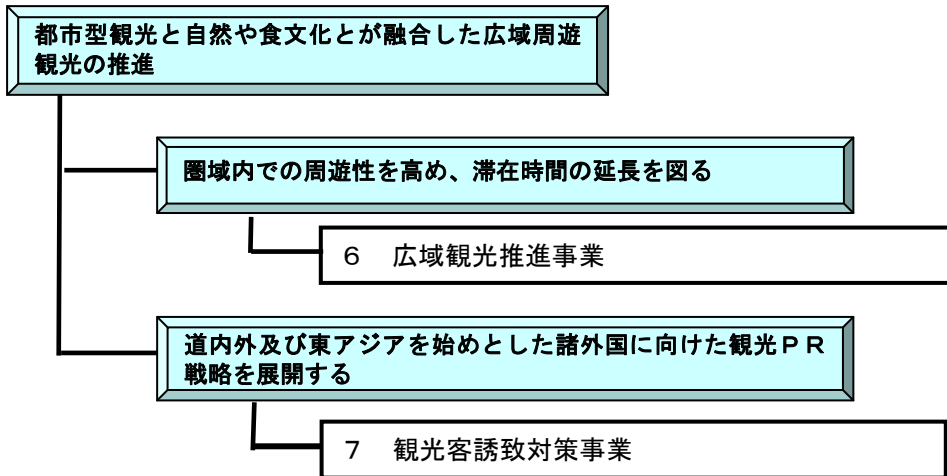 都市型観光と自然や食文化とが融合した広域周遊
観光の推進
圏域内での周遊性を高め、滞在時間の延長を図る
６　広域観光推進事業
道内外及び東アジアを始めとした諸外国に向けた観光ＰＲ
戦略を展開する
７　観光客誘致対策事業